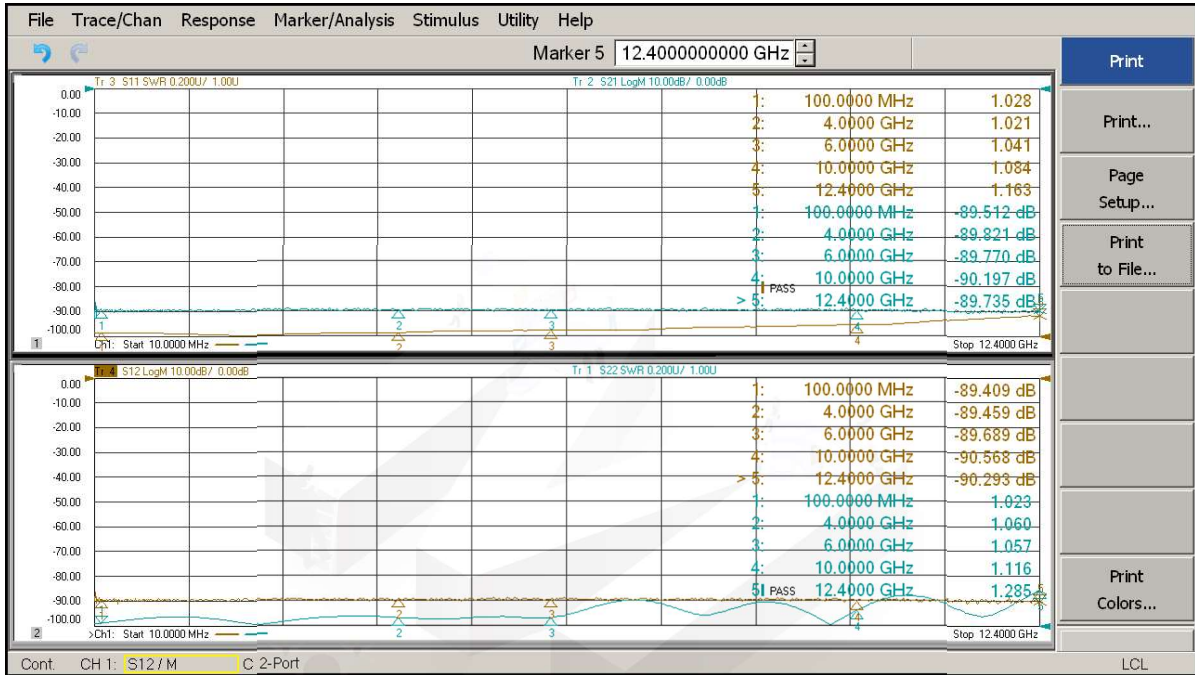 File Trace/Chan Response Marker/Analysis Stimulus Utility Help
Marker 5 12.4000000000 GHz
Print
Print...
Page
Setup...
Print
to File...
Print
Colors...
Tr 3 S11 SWR 0.200U/ 1.00U
Tr 2 S21 LogM 10.00dB/ 0.00dB
0.00
-10.00
-20.00
-30.00
-40.00
-50.00
-60.00
-70.00
-80.00
-90.00
-100.00
1: 100.0000 MHz 1.028
2: 4.0000 GHz 1.021
3: 6.0000 GHz 1.041
4: 10.0000 GHz 1.084
5: 12.4000 GHz 1.163
1: 100.0000 MHz -89.512 dB
2: 4.0000 GHz -89.821 dB
3: 6.0000 GHz -89.770 dB
4: 10.0000 GHz -90.197 dB
PASS
> 5: 12.4000 GHz -89.735 dB
1 2 3 4
2 3 4
1 Ch1: Start 10.0000 MHz Stop 12.4000 GHz
Tr 4 S12 LogM 10.00dB/ 0.00dB
Tr 1 S22 SWR 0.200U/ 1.00U
0.00
-10.00
-20.00
-30.00
-40.00
-50.00
-60.00
-70.00
-80.00
-90.00
-100.00
1: 100.0000 MHz -89.409 dB
2: 4.0000 GHz -89.459 dB
3: 6.0000 GHz -89.689 dB
4: 10.0000 GHz -90.568 dB
> 5: 12.4000 GHz -90.293 dB
1: 100.0000 MHz 1.023
2: 4.0000 GHz 1.060
3: 6.0000 GHz 1.057
4: 10.0000 GHz 1.116
5 PASS 12.4000 GHz 1.285
2 3
2 3 4
2 >Ch1: Start 10.0000 MHz Stop 12.4000 GHz
Cont. CH 1: S12 / M C 2-Port LCL